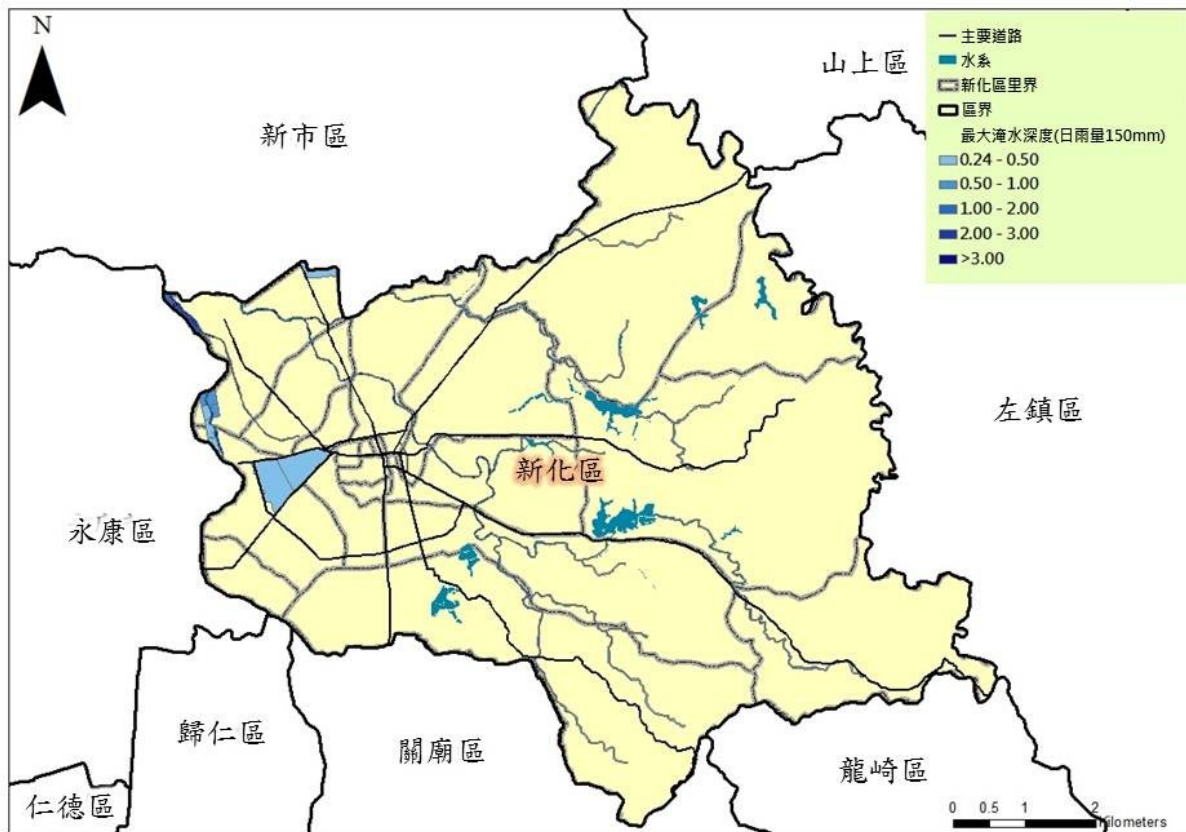 N
新市區
山上區
主要道路
水系
新化區里界
區界
最大淹水深度(日雨量150mm)
0.24 - 0.50
0.50 - 1.00
1.00 - 2.00
2.00 - 3.00
>3.00
左鎮區
新化區
永康區
歸仁區
關廟區
龍崎區
仁德區
0 0.5 1 2
Kilometers